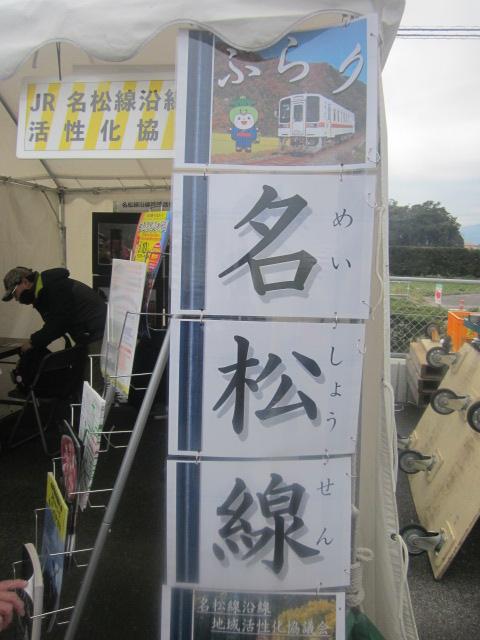 JR 名松線沿線
活性化協
ふらり
名松線
めいしょうせん
名松線沿線
地域活性化協議会